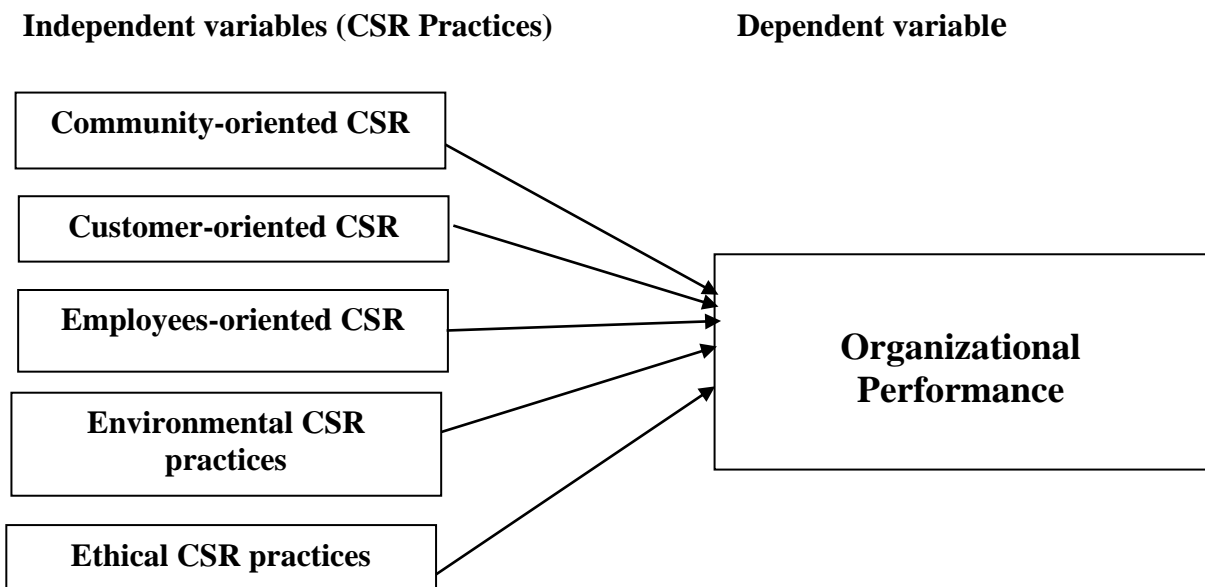 Independent variables (CSR Practices)
Dependent variable
Community-oriented CSR
Customer-oriented CSR
Employees-oriented CSR
Environmental CSR
practices
Ethical CSR practices
Organizational
Performance